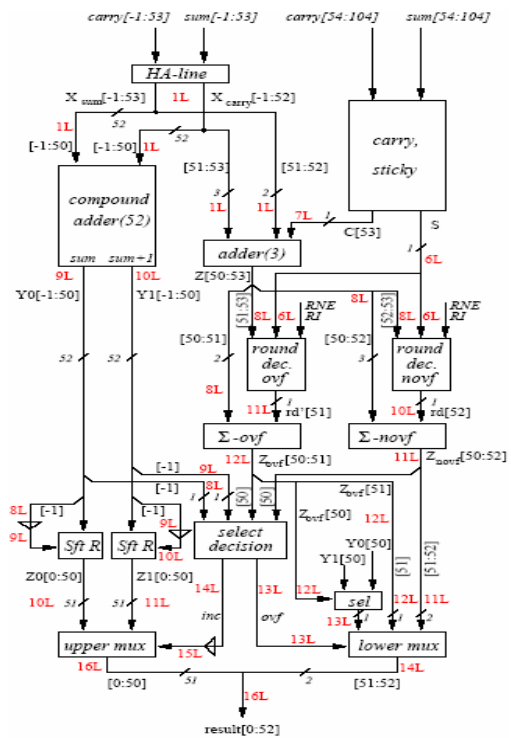 carry[-1:53] sum[-1:53] carry[54:104] sum[54:104]
HA-line
X sum[-1:53] 1L X carry[-1:52]
1L 52 52
[-1:50] [-1:50] 1L [51:53] [51:52]
carry, sticky
compound adder(52)
3 2
1L 1L 7L 1 C[53] S
sum sum+1 adder(3) 1 6L
9L 10L Z[50:53]
Y0[-1:50] Y1[-1:50]
[51:53] 8L 6L RNE RI 8L [52:53] 8L 6L RNE RI
[50:51] 2 [50:52] 3
52 52
round dec. ovf round dec. novf
8L 11L 1 rd'[51] 10L 1 rd[52]
Σ-ovf Σ-novf
12L Zovf[50:51] 11L Znovf[50:52]
[-1] 9L
[-1] 8L
1 1 [50] [50] Zovf[51]
Zovf[50] 12L
8L [-1] [-1] 9L
9L 10L
Sft R Sft R select decision Y1[50] Y0[50] [51] [51:52]
Z0[0:50] Z1[0:50] 14L 13L 12L sel 12L 11L
10L 51 51 11L inc ovf 13L 1 1 2
upper mux 15L 13L lower mux
16L 14L
[0:50] 51 2 [51:52]
16L
result[0:52]